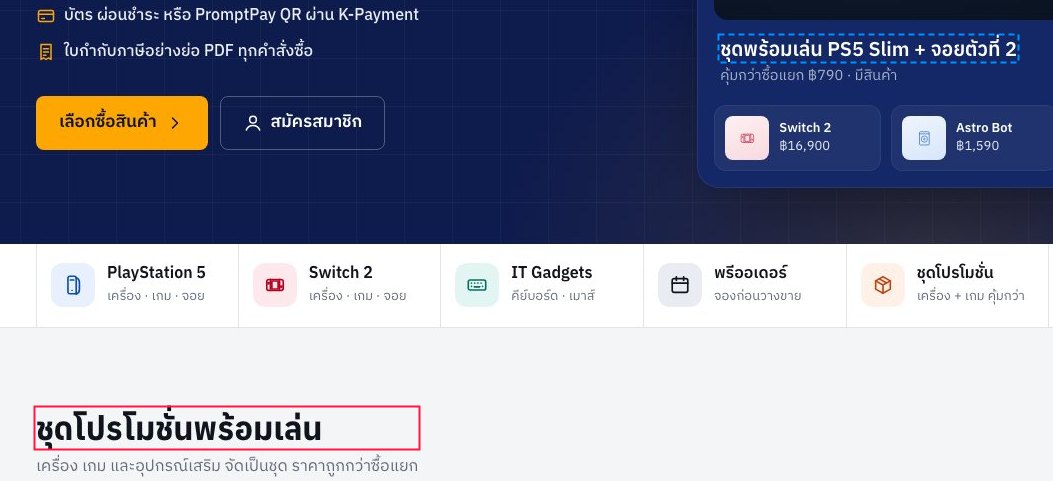 บัตร ผ่อนชำระ หรือ PromptPay QR ผ่าน K-Payment
ใบกำกับภาษีอย่างย่อ PDF ทุกคำสั่งซื้อ
เลือกซื้อสินค้า
สมัครสมาชิก
ชุดพร้อมเล่น PS5 Slim + จอยตัวที่ 2
คุ้มกว่าซื้อแยก ฿790 · มีสินค้า
Switch 2
฿16,900
Astro Bot
฿1,590
PlayStation 5
เครื่อง · เกม · จอย
Switch 2
เครื่อง · เกม · จอย
IT Gadgets
คีย์บอร์ด · เมาส์
พรีออเดอร์
จองก่อนวางขาย
ชุดโปรโมชั่น
เครื่อง + เกม คุ้มกว่า
ชุดโปรโมชั่นพร้อมเล่น
เครื่อง เกม และอุปกรณ์เสริม จัดเป็นชุด ราคาถูกกว่าซื้อแยก